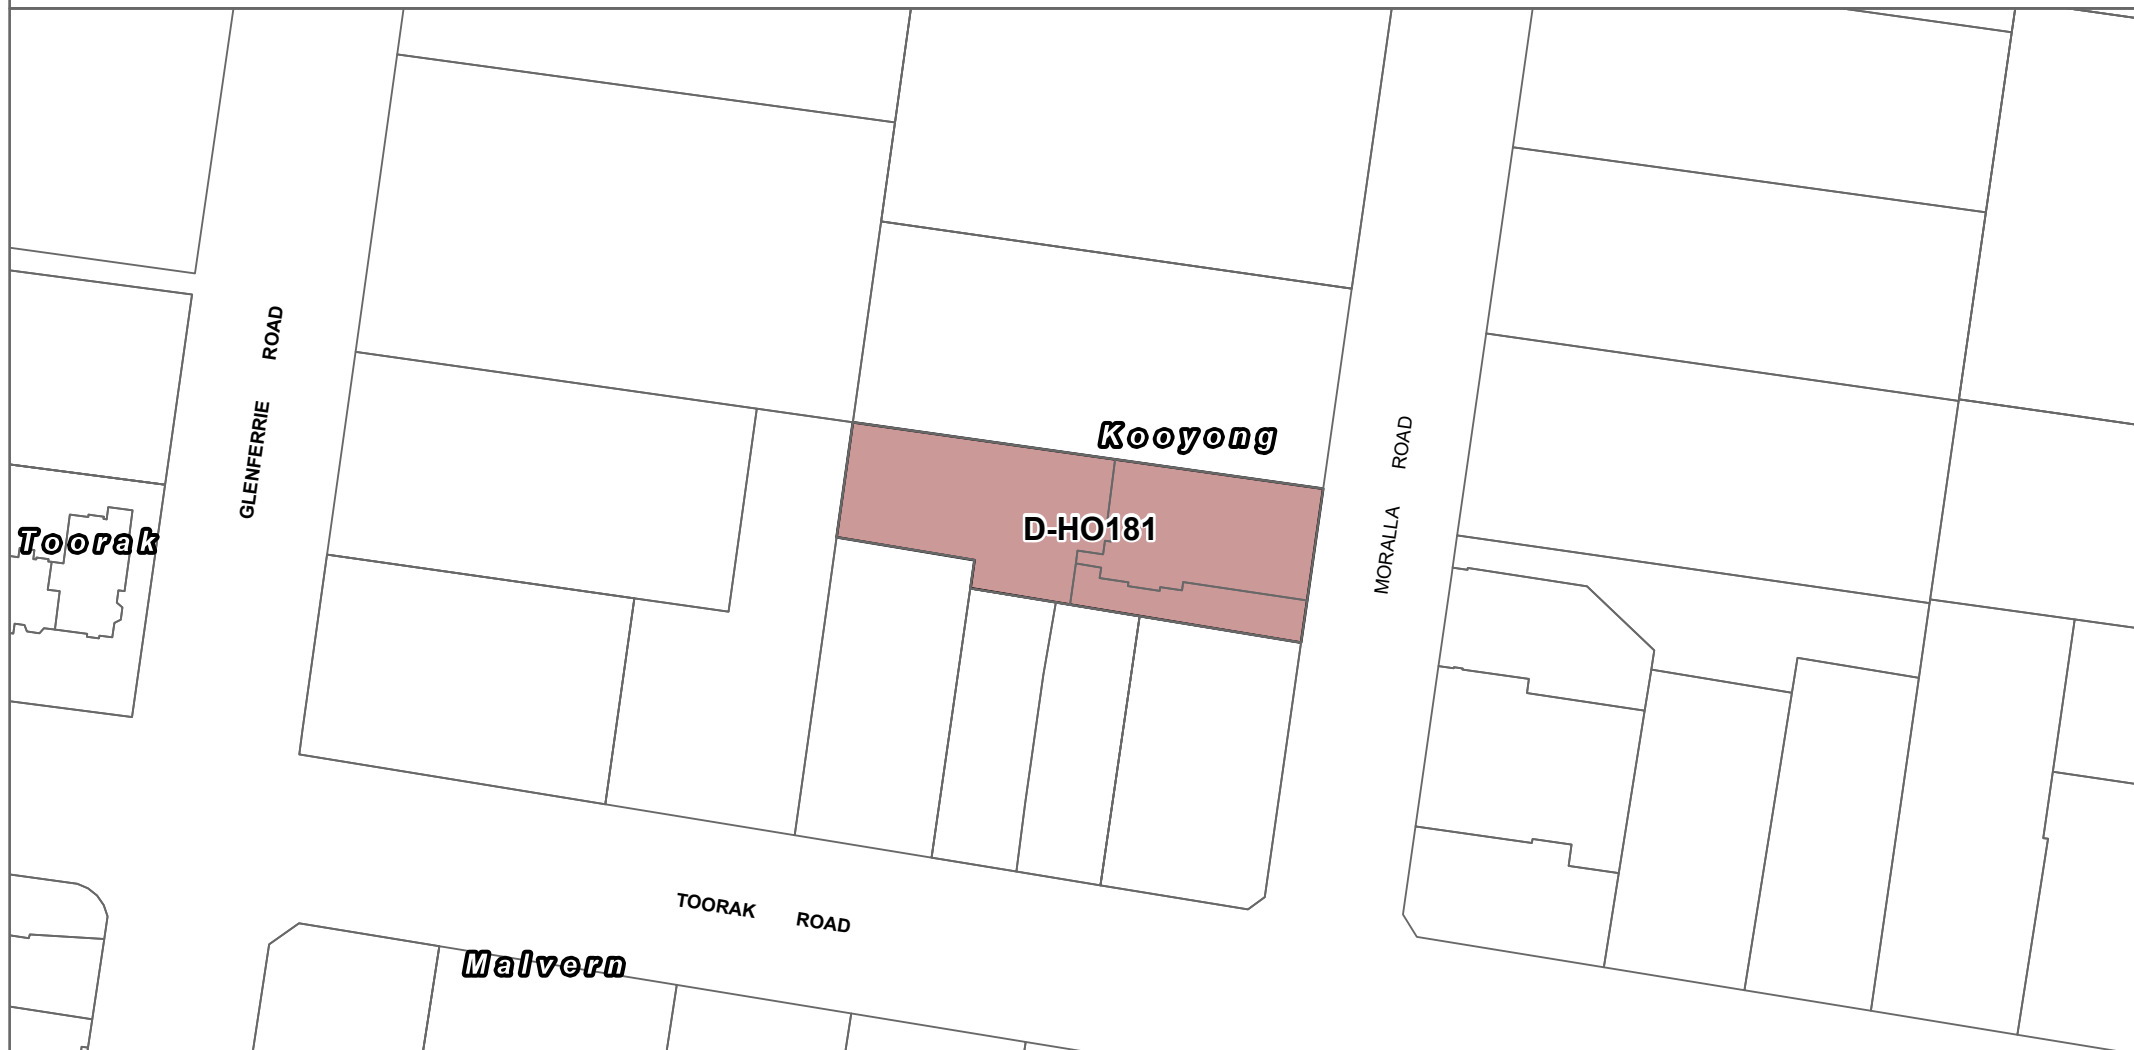 GLENFERRIE ROAD
Kooyong
D-HO181
MORALLA ROAD
Toorak
TOORAK ROAD
Malvern